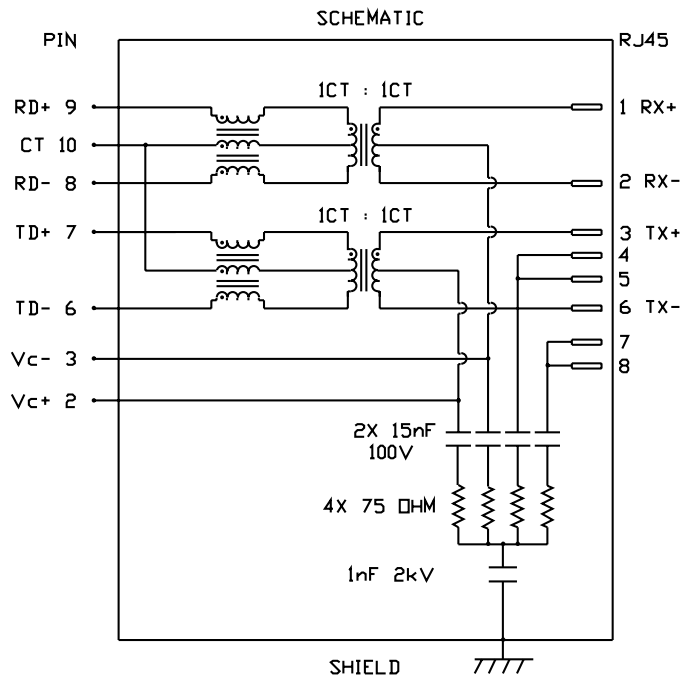 SCHEMATIC
PIN
RJ45
1CT : 1CT
RD+ 9
1 RX+
CT 10
RD- 8
2 RX-
1CT : 1CT
TD+ 7
3 TX+
4
5
TD- 6
6 TX-
7
Vc- 3
8
Vc+ 2
2X 15nF
100V
4X 75 OHM
1nF 2kV
SHIELD